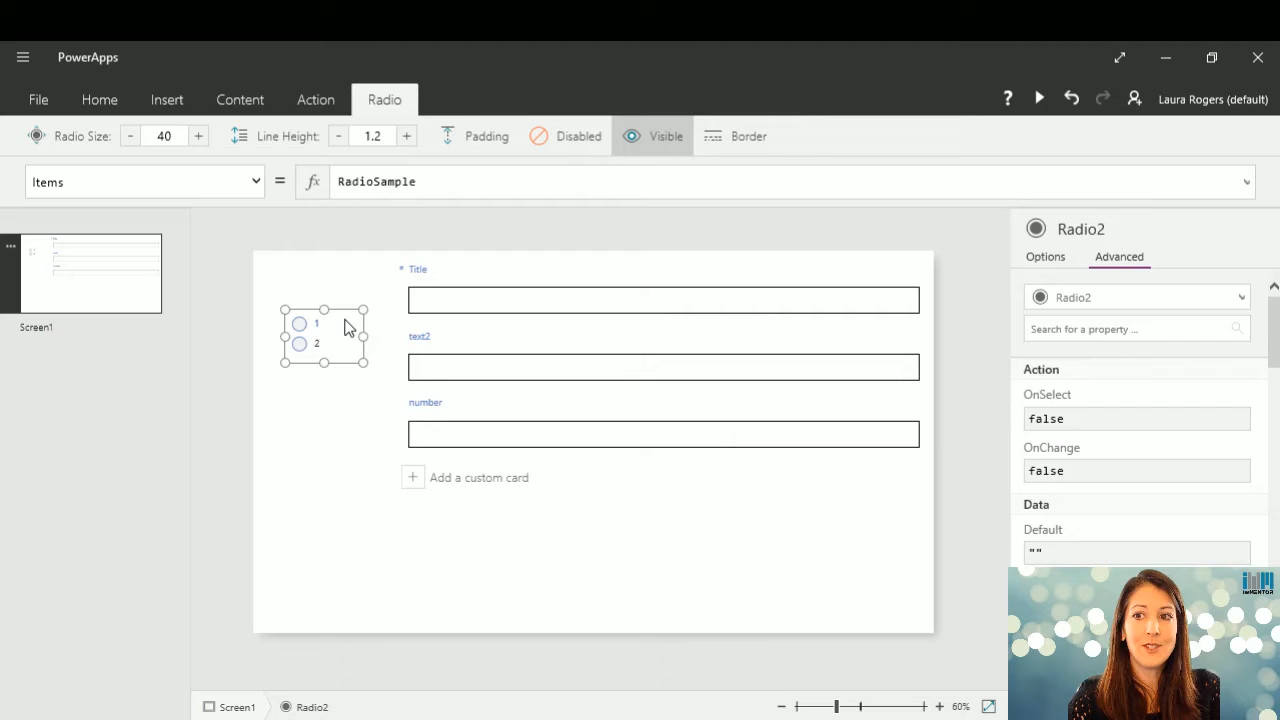 PowerApps
File Home Insert Content Action Radio
? Laura Rogers (default)
Radio Size: - 40 + Line Height: - 1.2 + Padding Disabled Visible Border
Items = fx RadioSample
Radio2
Options Advanced
Radio2
Search for a property ...
Action
OnSelect
false
OnChange
false
Data
Default
""
* Title
1
2
text2
number
+ Add a custom card
Screen1
Screen1 Radio2
- + 60%
IWMENTOR